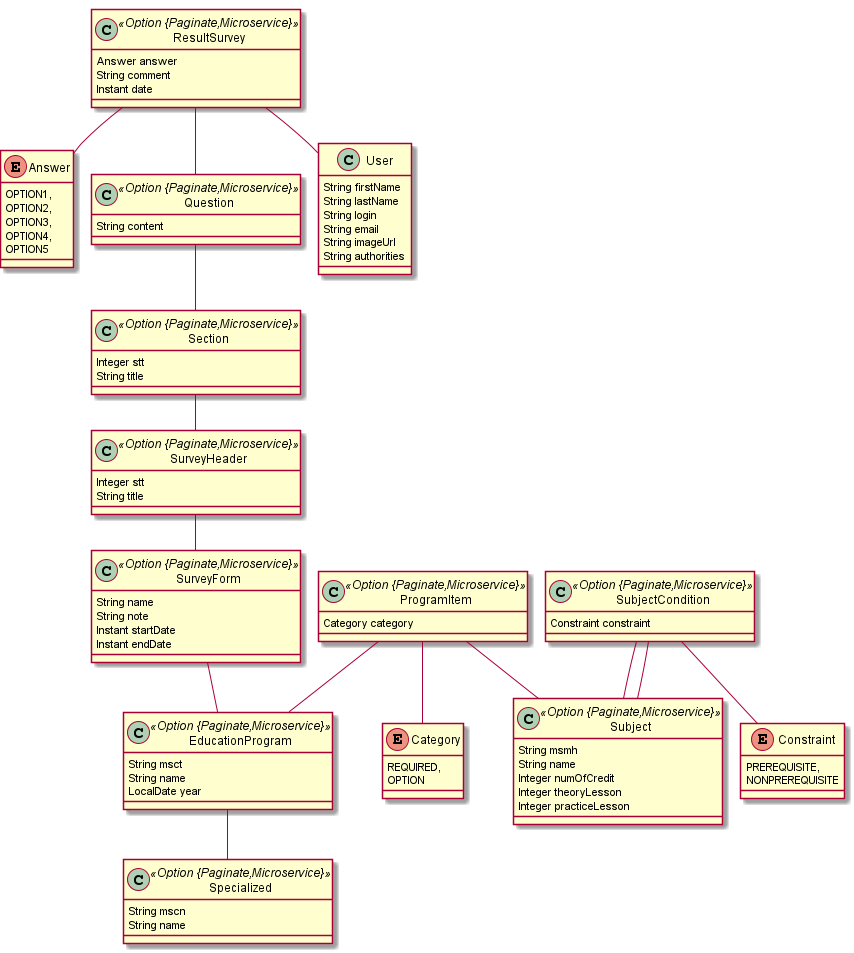 C «Option {Paginate,Microservice}»
ResultSurvey
Answer answer
String comment
Instant date
E Answer
OPTION1,
OPTION2,
OPTION3,
OPTION4,
OPTION5
C «Option {Paginate,Microservice}»
Question
String content
C User
String firstName
String lastName
String login
String email
String imageUrl
String authorities
C «Option {Paginate,Microservice}»
Section
Integer stt
String title
C «Option {Paginate,Microservice}»
SurveyHeader
Integer stt
String title
C «Option {Paginate,Microservice}»
SurveyForm
String name
String note
Instant startDate
Instant endDate
C «Option {Paginate,Microservice}»
ProgramItem
Category category
C «Option {Paginate,Microservice}»
SubjectCondition
Constraint constraint
C «Option {Paginate,Microservice}»
EducationProgram
String msct
String name
LocalDate year
E Category
REQUIRED,
OPTION
C «Option {Paginate,Microservice}»
Subject
String msmh
String name
Integer numOfCredit
Integer theoryLesson
Integer practiceLesson
E Constraint
PREREQUISITE,
NONPREREQUISITE
C «Option {Paginate,Microservice}»
Specialized
String mscn
String name